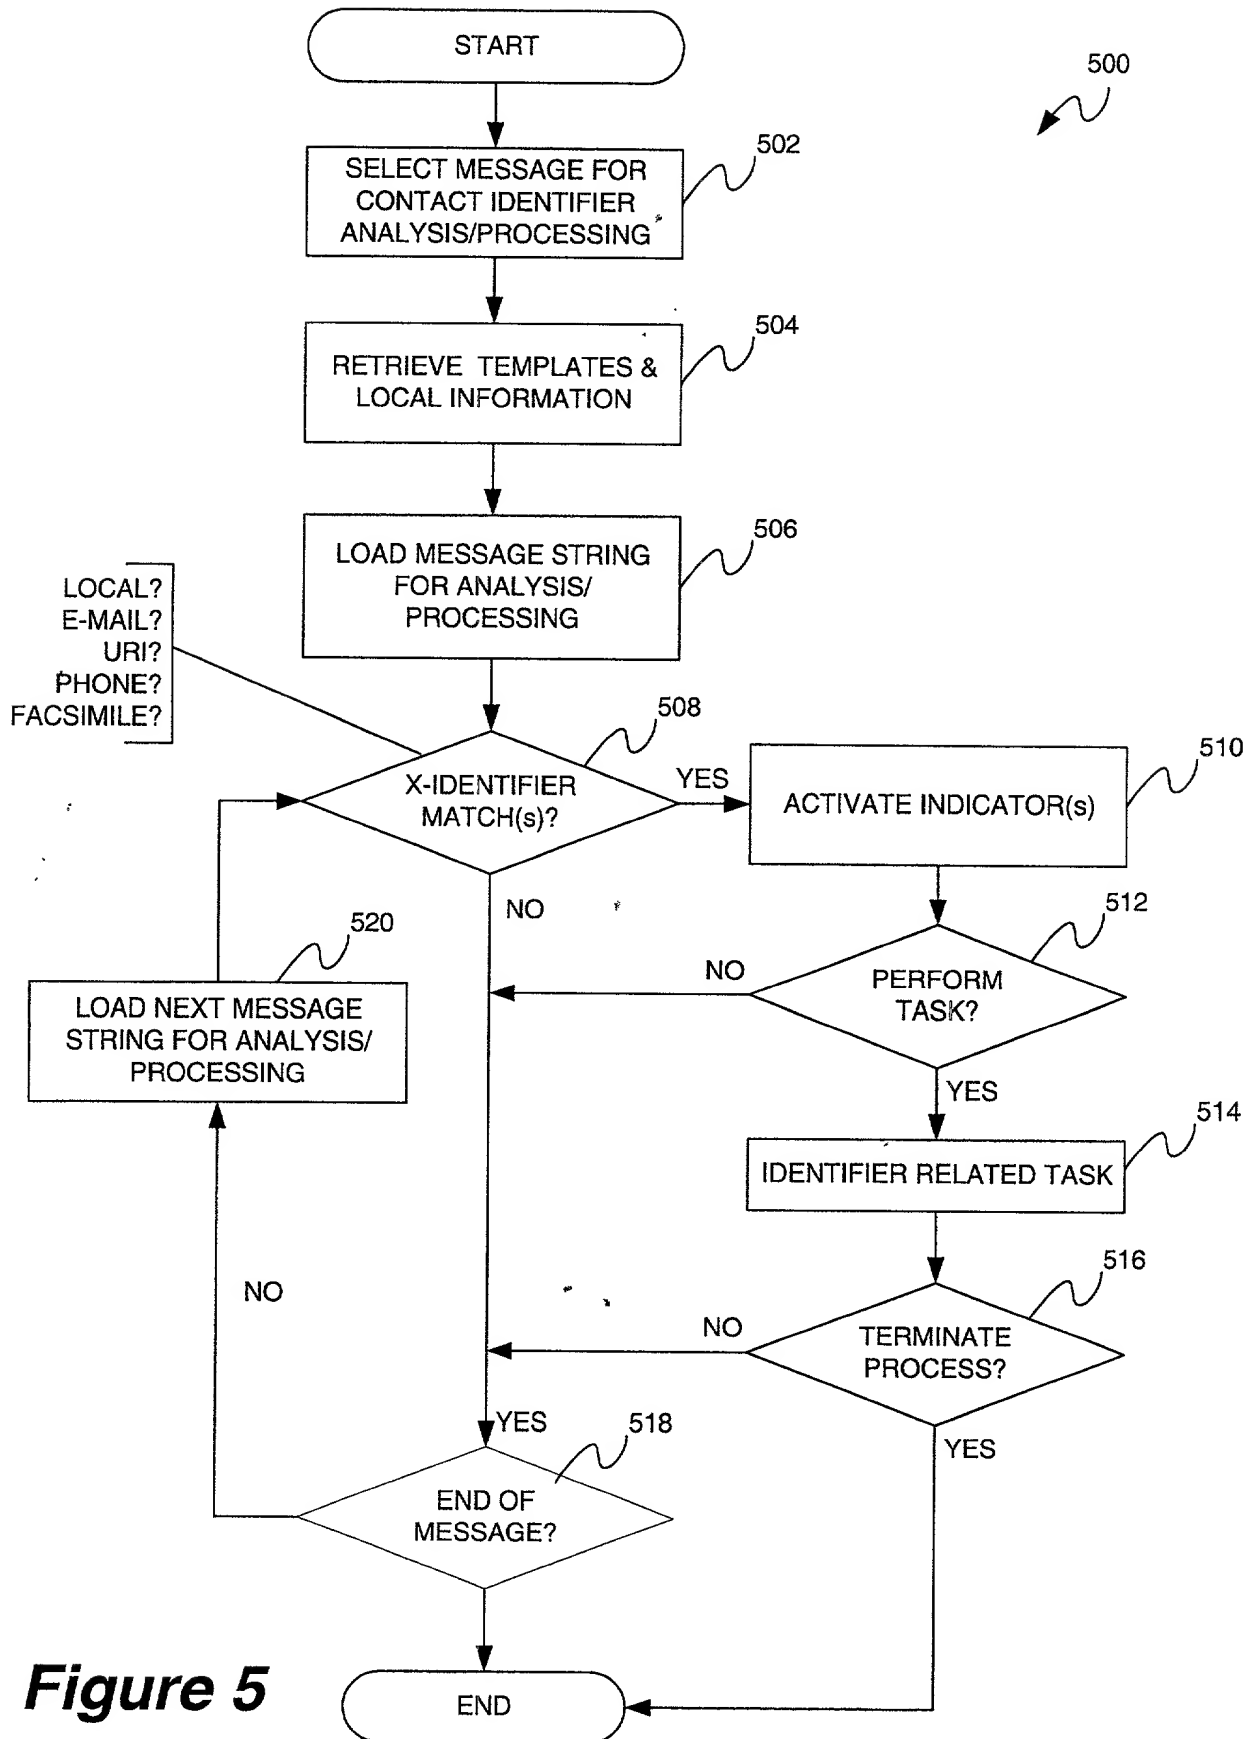 START
500
502
SELECT MESSAGE FOR
CONTACT IDENTIFIER
ANALYSIS/PROCESSING
504
RETRIEVE TEMPLATES &
LOCAL INFORMATION
506
LOAD MESSAGE STRING
FOR ANALYSIS/
PROCESSING
LOCAL?
E-MAIL?
URI?
PHONE?
FACSIMILE?
508
X-IDENTIFIER
MATCH(s)?
YES
510
ACTIVATE INDICATOR(s)
NO
512
PERFORM
TASK?
NO
520
LOAD NEXT MESSAGE
STRING FOR ANALYSIS/
PROCESSING
YES
514
IDENTIFIER RELATED TASK
516
TERMINATE
PROCESS?
NO
NO
YES
YES
518
END OF
MESSAGE?
END
Figure 5